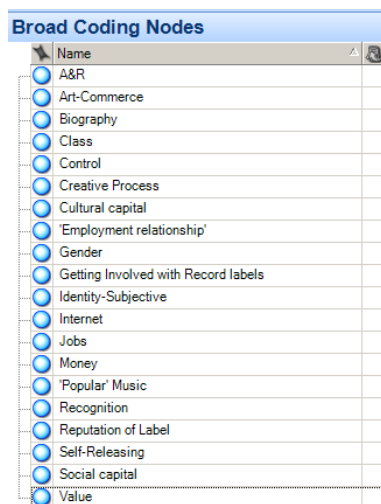 Broad Coding Nodes
Name
A&R
Art-Commerce
Biography
Class
Control
Creative Process
Cultural capital
'Employment relationship'
Gender
Getting Involved with Record labels
Identity-Subjective
Internet
Jobs
Money
'Popular' Music
Recognition
Reputation of Label
Self-Releasing
Social capital
Value